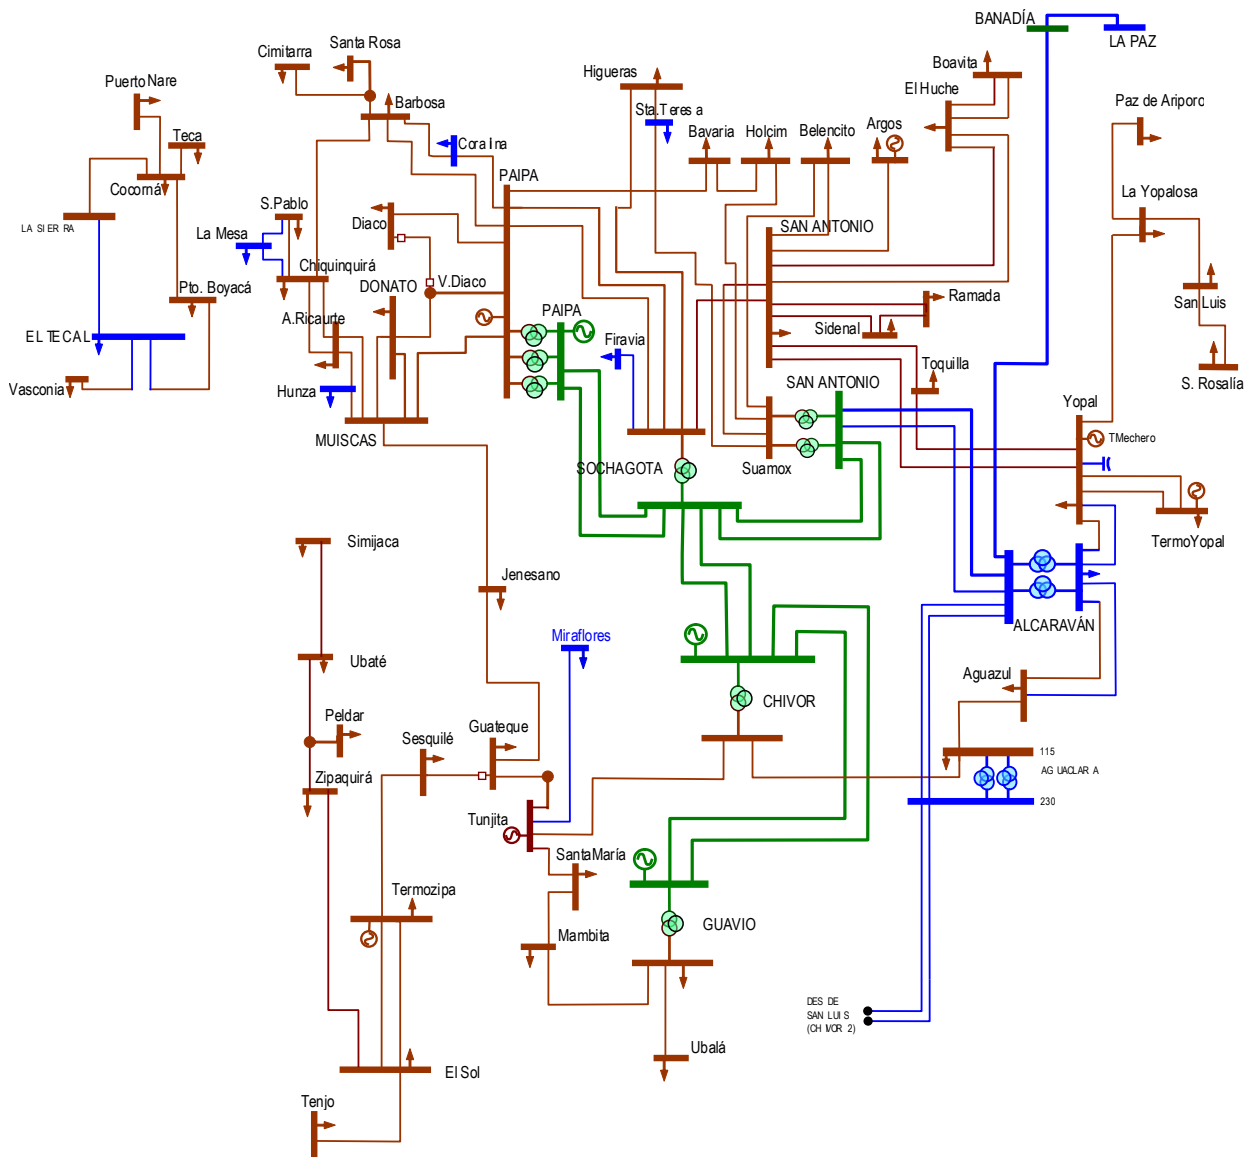 BANADÍA
LA PAZ
Santa Rosa
Cimitarra
Puerto Nare
Barbosa
Teca
Cora Ina
Cocorná
LA SIERRA
S.Pablo
La Mesa
Chiquinquirá
Pto. Boyacá
EL TECAL
Vasconia
A.Ricaurte
Hunza
MUISCAS
Diaco
V.Diaco
DONATO
PAIPA
PAIPA
Higueras
Sta.Teresa
Bavaria
Holcim
Belencito
Argos
Boavita
El Huche
SAN ANTONIO
Ramada
Sidenal
Toquilla
Firavia
SAN ANTONIO
Suamox
SOCHAGOTA
Paz de Ariporo
La Yopalosa
San Luis
S. Rosalía
Yopal
TMechero
TermoYopal
ALCARAVÁN
Simijaca
Ubaté
Peldar
Zipaquirá
Jenesano
Miraflores
Sesquilé
Guateque
Tunjita
SantaMaría
Mambita
CHIVOR
Aguazul
115
AGUACLARA
230
Termozipa
GUAVIO
Ubalá
El Sol
Tenjo
DESDE
SAN LUIS
(CHIVOR 2)